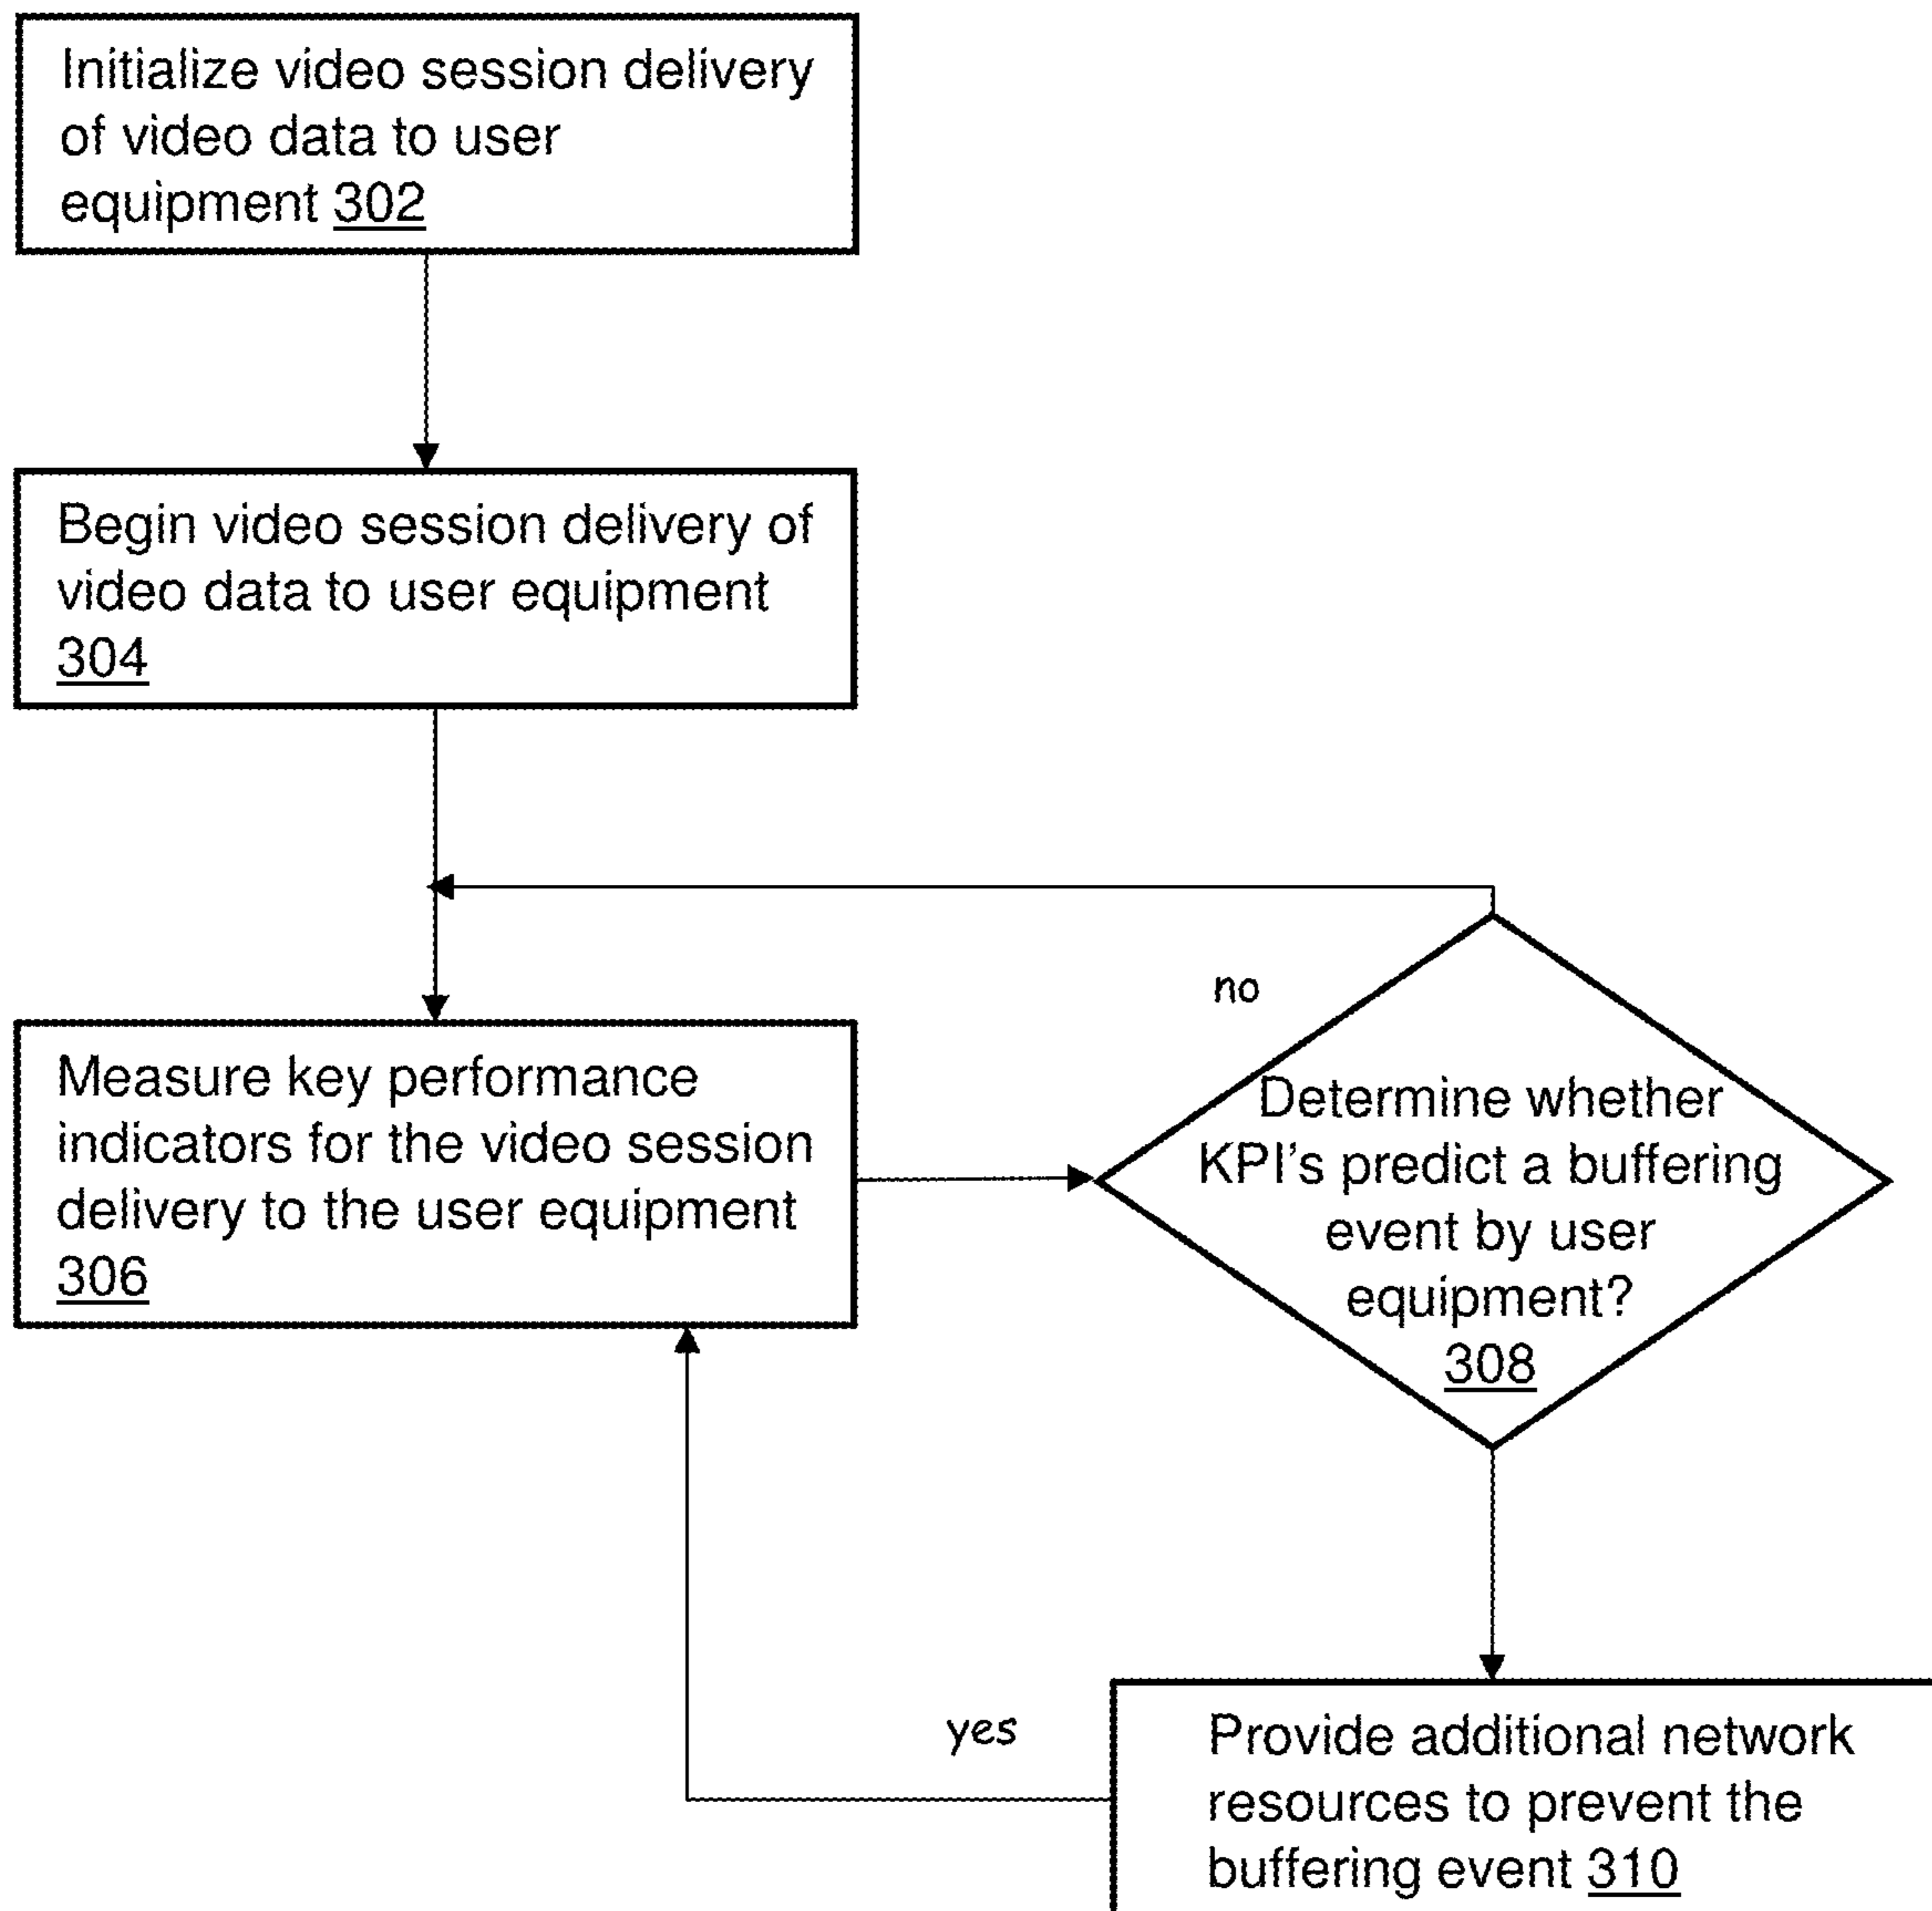 Initialize video session delivery
of video data to user
equipment 302
Begin video session delivery of
video data to user equipment
304
no
Measure key performance
indicators for the video session
delivery to the user equipment
306
Determine whether
KPI's predict a buffering
event by user
equipment?
308
yes
Provide additional network
resources to prevent the
buffering event 310